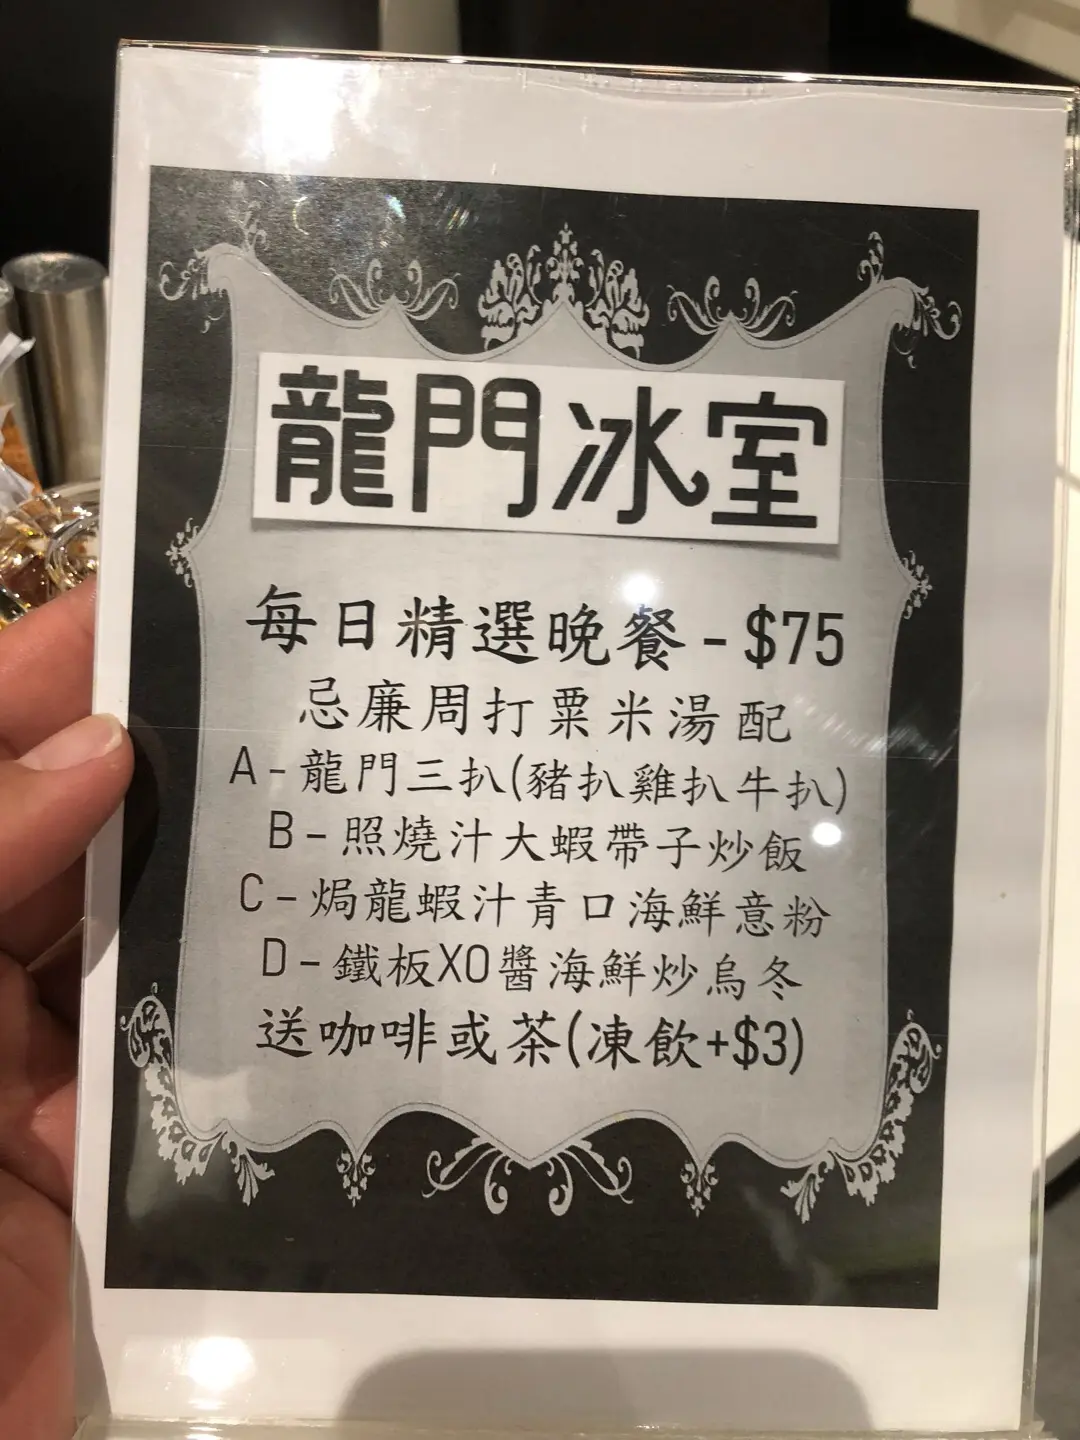 龍門冰室
每日精選晚餐-$75
忌廉周打粟米湯配
A-龍門三扒(豬扒雞扒牛扒)
B-照燒汁大蝦帶子炒飯
C-焗龍蝦汁青口海鮮意粉
D-鐵板XO醬海鮮炒烏冬
送咖啡或茶(凍飲+$3)